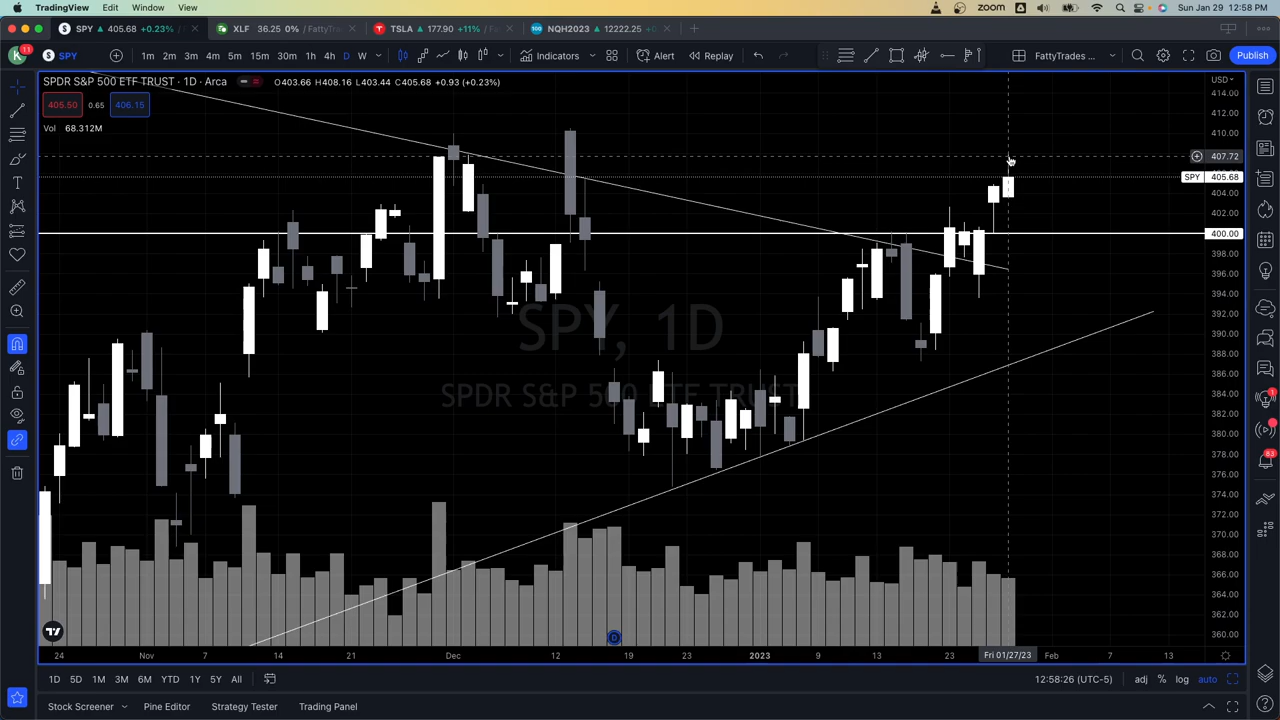 TradingView Edit Window View zoom Sun Jan 29 12:58 PM
SPY 405.68 +0.23% XLF 36.25 0% TSLA 177.90 +11% NQH2023 12222.25
K 11 SPY 1m 2m 3m 4m 5m 15m 30m 1h 4h D W Indicators Alert Replay FattyTrades ... Publish
SPDR S&P 500 ETF TRUST · 1D · Arca O403.66 H408.16 L403.44 C405.68 +0.93 (+0.23%) USD
405.50 0.65 406.15
Vol 68.312M
414.00
412.00
410.00
407.72
SPY 405.68
404.00
402.00
400.00
398.00
396.00
394.00
392.00
390.00
388.00
386.00
384.00
382.00
380.00
378.00
376.00
374.00
372.00
370.00
368.00
366.00
364.00
362.00
360.00
SPY, 1D
SPDR S&P 500 ETF TRUST
1
83
D
24 Nov 7 14 21 Dec 12 19 23 2023 9 13 23 Fri 01/27/23 Feb 7 13
1D 5D 1M 3M 6M YTD 1Y 5Y All 12:58:26 (UTC-5) adj % log auto
Stock Screener Pine Editor Strategy Tester Trading Panel